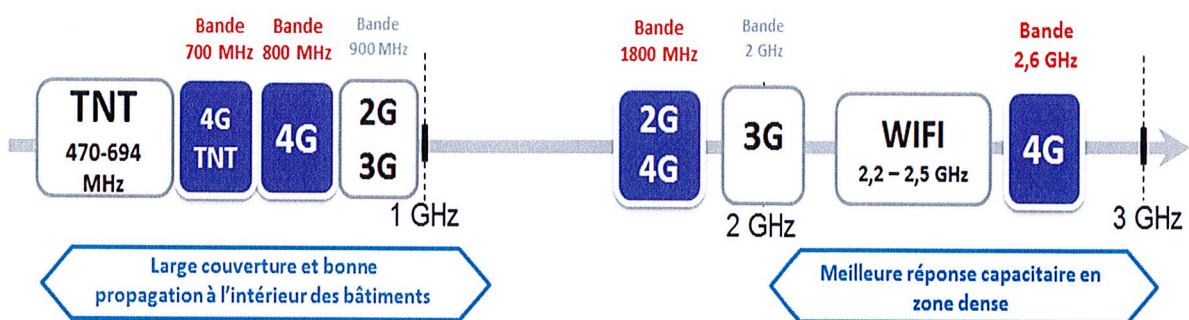 Bande
700 MHz
Bande
800 MHz
Bande
900 MHz
Bande
1800 MHz
Bande
2 GHz
Bande
2,6 GHz
TNT
470-694
MHz
4G
TNT
4G
2G
3G
2G
4G
3G
WIFI
2,2 – 2,5 GHz
4G
1 GHz
2 GHz
3 GHz
Large couverture et bonne
propagation à l'intérieur des bâtiments
Meilleure réponse capacitaire en
zone dense